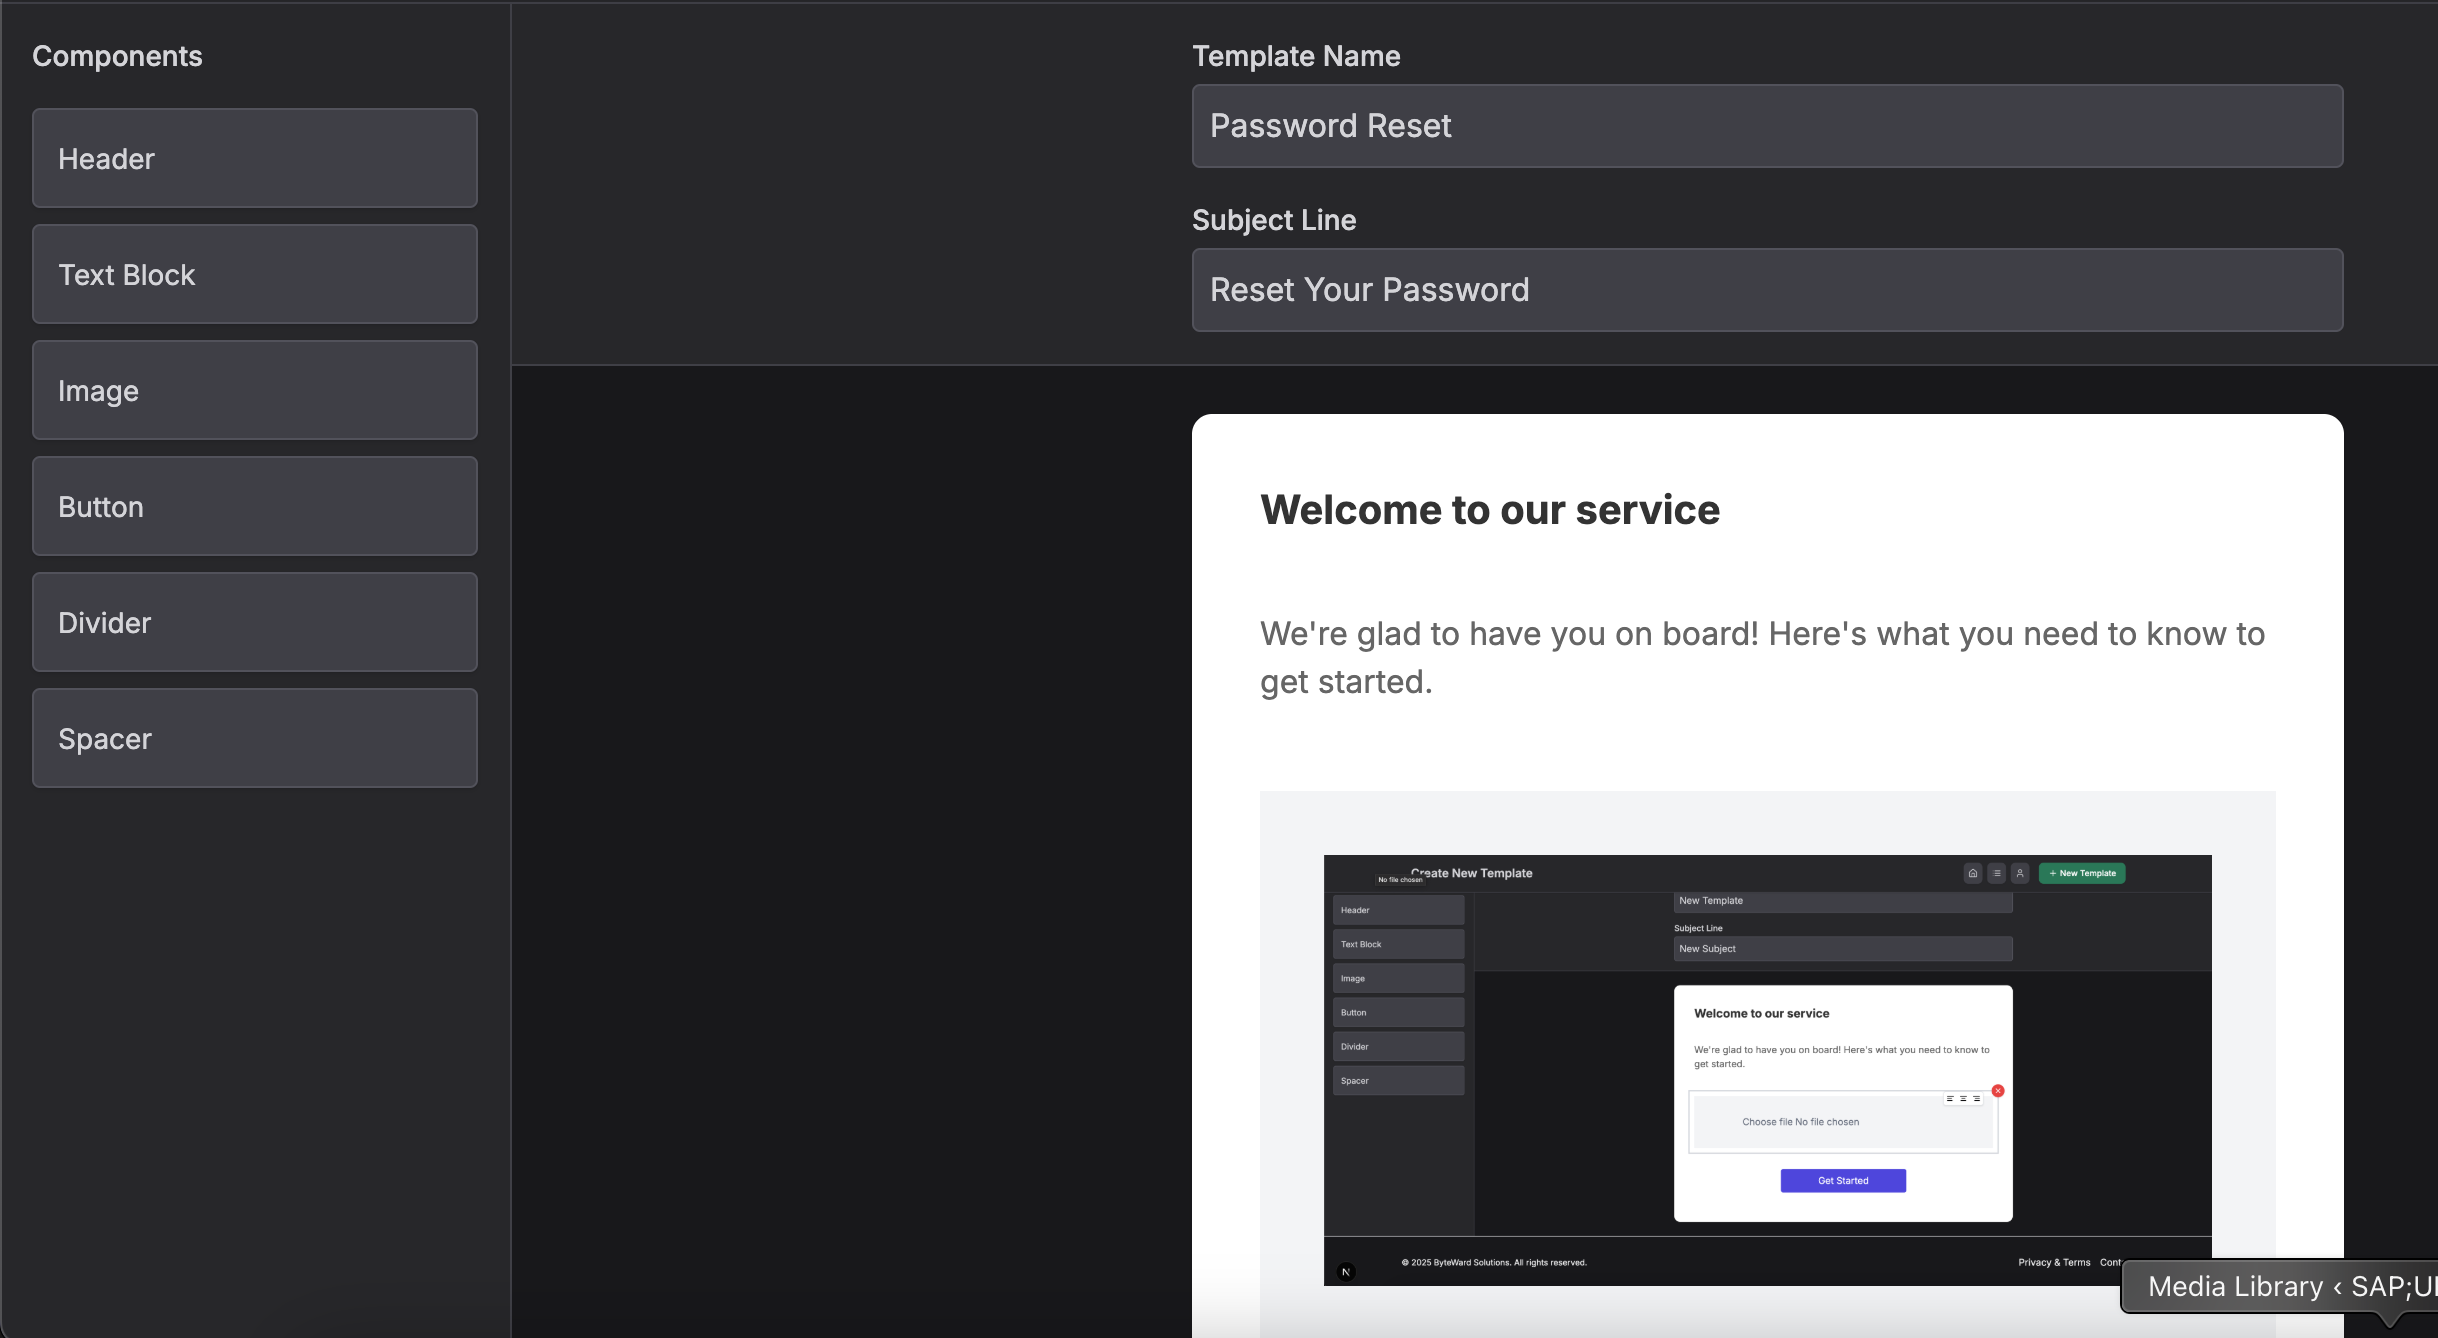 Components
Header
Text Block
Image
Button
Divider
Spacer
Template Name
Password Reset
Subject Line
Reset Your Password
Welcome to our service
We're glad to have you on board! Here's what you need to know to
get started.
Create New Template
No file chosen
+ New Template
Header
Text Block
Image
Button
Divider
Spacer
New Template
Subject Line
New Subject
Welcome to our service
We're glad to have you on board! Here's what you need to know to
get started.
Choose file No file chosen
Get Started
N
© 2025 ByteWard Solutions. All rights reserved.
Privacy & Terms Cont
Media Library ‹ SAP;U